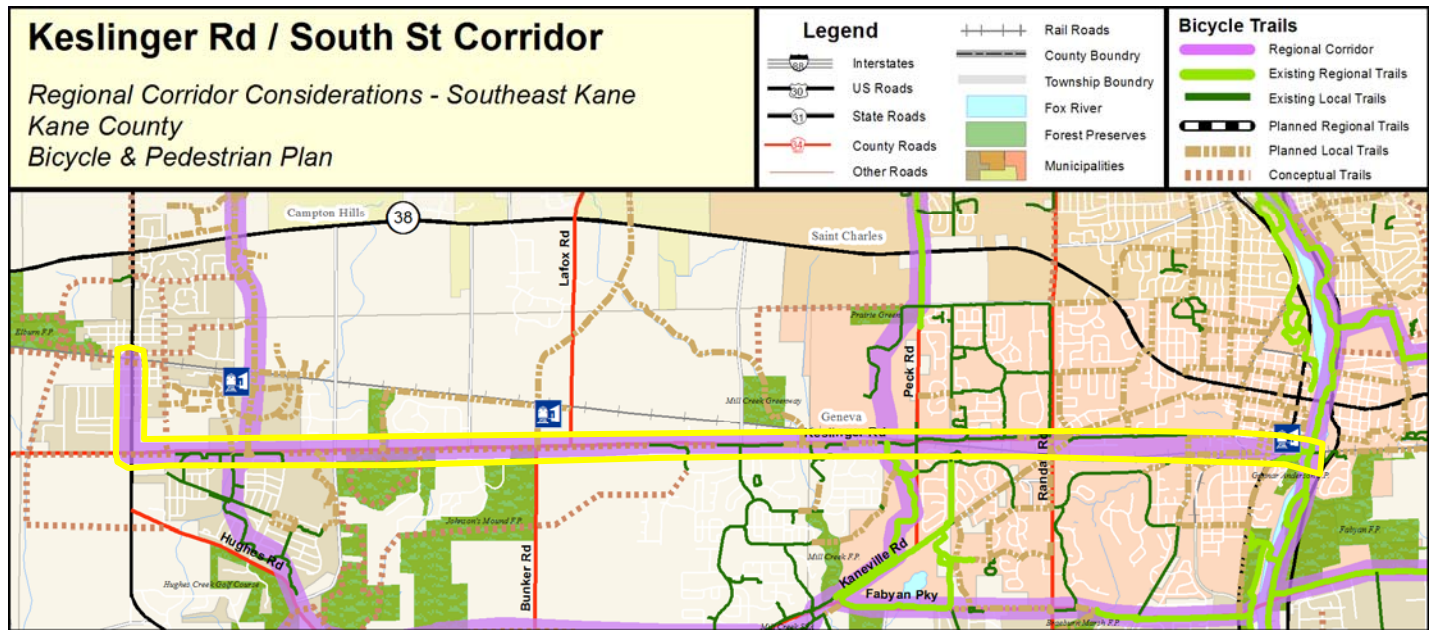 Keslinger Rd / South St Corridor
Regional Corridor Considerations - Southeast Kane
Kane County
Bicycle & Pedestrian Plan
Legend
88
Interstates
30
US Roads
31
State Roads
34
County Roads
Other Roads
Rail Roads
County Boundry
Township Boundry
Fox River
Forest Preserves
Municipalities
Bicycle Trails
Regional Corridor
Existing Regional Trails
Existing Local Trails
Planned Regional Trails
Planned Local Trails
Conceptual Trails
Campton Hills
38
Lafox Rd
Saint Charles
Elburn F.P.
Prairie Green
Peck Rd
Mill Creek Greenway
Geneva
Keslinger Rd
Randall Rd
Johnson's Mound F.P.
Hughes Rd
Hughes Creek Golf Course
Bunker Rd
Mill Creek F.P.
Kaneville Rd
Fabyan Pky
Fabyan F.P.
Braeburn Marsh F.P.